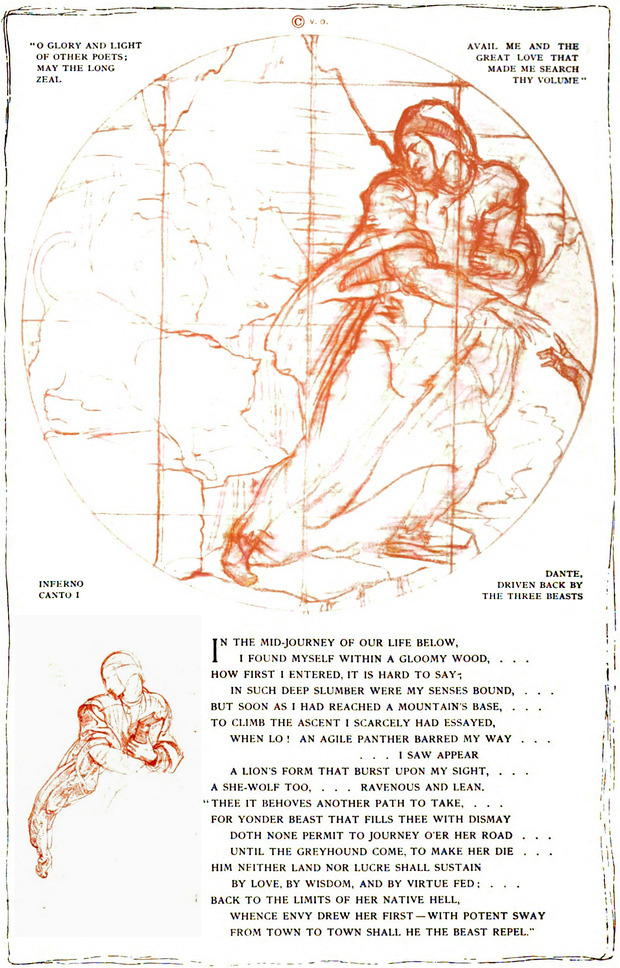 © V. O.
"O GLORY AND LIGHT
OF OTHER POETS;
MAY THE LONG
ZEAL
AVAIL ME AND THE
GREAT LOVE THAT
MADE ME SEARCH
THY VOLUME"
INFERNO
CANTO I
DANTE,
DRIVEN BACK BY
THE THREE BEASTS
IN THE MID-JOURNEY OF OUR LIFE BELOW,
I FOUND MYSELF WITHIN A GLOOMY WOOD, . . .
HOW FIRST I ENTERED, IT IS HARD TO SAY;
IN SUCH DEEP SLUMBER WERE MY SENSES BOUND, . . .
BUT SOON AS I HAD REACHED A MOUNTAIN'S BASE, . . .
TO CLIMB THE ASCENT I SCARCELY HAD ESSAYED,
WHEN LO! AN AGILE PANTHER BARRED MY WAY . . .
. . . I SAW APPEAR
A LION'S FORM THAT BURST UPON MY SIGHT, . . .
A SHE-WOLF TOO, . . . RAVENOUS AND LEAN.
"THEE IT BEHOVES ANOTHER PATH TO TAKE, . . .
FOR YONDER BEAST THAT FILLS THEE WITH DISMAY
DOTH NONE PERMIT TO JOURNEY O'ER HER ROAD . . .
UNTIL THE GREYHOUND COME, TO MAKE HER DIE . . .
HIM NEITHER LAND NOR LUCRE SHALL SUSTAIN
BY LOVE, BY WISDOM, AND BY VIRTUE FED; . . .
BACK TO THE LIMITS OF HER NATIVE HELL,
WHENCE ENVY DREW HER FIRST—WITH POTENT SWAY
FROM TOWN TO TOWN SHALL HE THE BEAST REPEL."